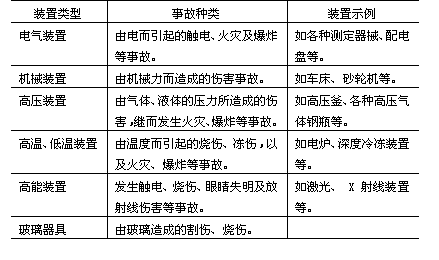 装置类型 事故种类 装置示例
电气装置 由电而引起的触电、火灾及爆炸等事故。 如各种测定器械、配电盘等。
机械装置 由机械力而造成的伤害事故。 如车床、砂轮机等。
高压装置 由气体、液体的压力所造成的伤害,继而发生火灾、爆炸等事故。 如高压釜、各种高压气体钢瓶等。
高温、低温装置 由温度而引起的烧伤、冻伤,以及火灾、爆炸等事故。 如电炉、深度冷冻装置等。
高能装置 发生触电、烧伤、眼睛失明及放射线伤害等事故。 如激光、 X 射线装置等。
玻璃器具 由玻璃造成的割伤、烧伤。